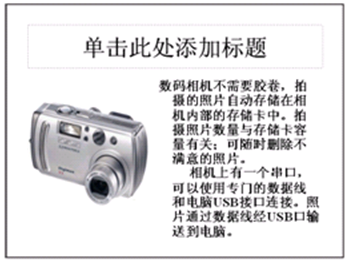 单击此处添加标题
数码相机不需要胶卷，拍
摄的照片自动存储在相
机内部的存储卡中。拍
摄照片数量与存储卡容
量有关；可随时删除不
满意的照片。
相机上有一个串口，
可以使用专门的数据线
和电脑USB接口连接。照
片通过数据线经USB口输
送到电脑。